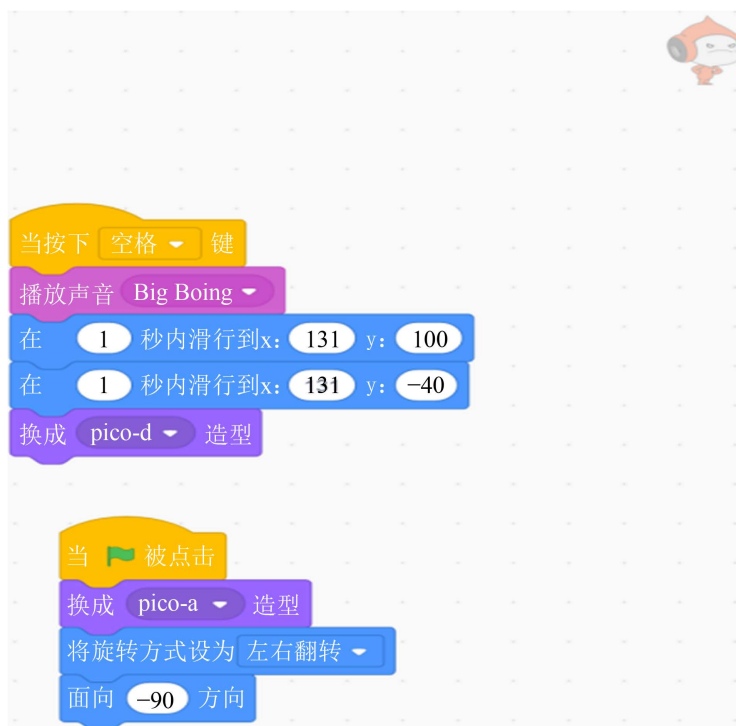 当按下 空格 键
播放声音 Big Boing
在 1 秒内滑行到x: 131 y: 100
在 1 秒内滑行到x: 131 y: −40
换成 pico-d 造型
当 被点击
换成 pico-a 造型
将旋转方式设为 左右翻转
面向 −90 方向